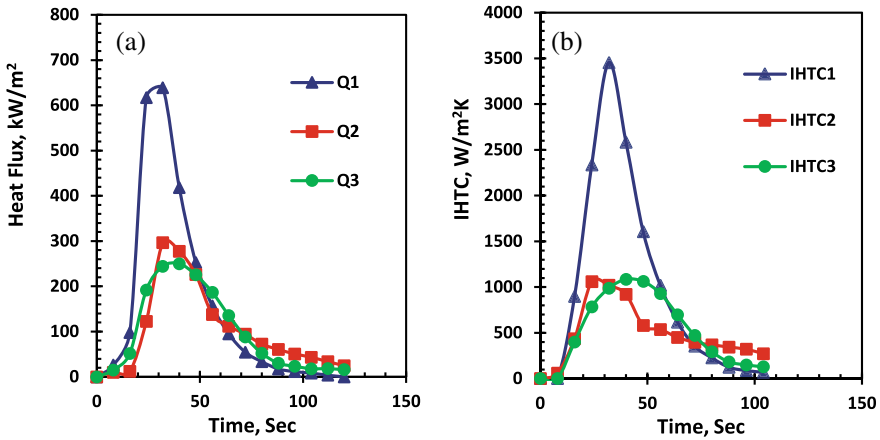 (a)
800
700
600
500
400
300
200
100
0
Heat Flux, kW/m²
Q1
Q2
Q3
0 50 100 150
Time, Sec
(b)
4000
3500
3000
2500
2000
1500
1000
500
0
IHTC, W/m²K
IHTC1
IHTC2
IHTC3
0 50 100 150
Time, Sec